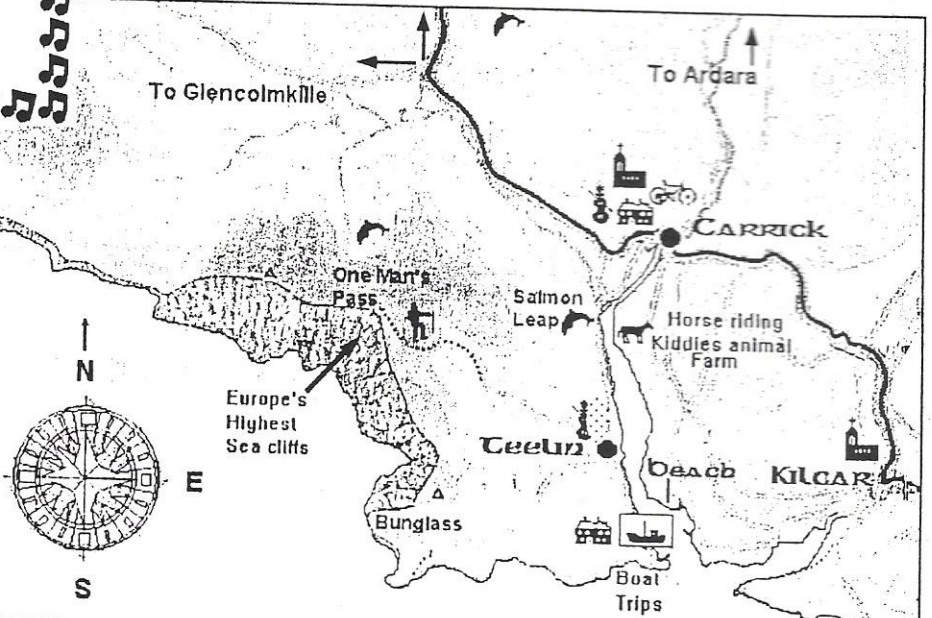 To Glencolmkille
To Ardara
CARRICK
One Man's
Pass
Salmon
Leap
Horse riding
Kiddies animal
Farm
N
Europe's
Highest
Sea cliffs
Teelin
E
beach
KILCAR
Bunglass
S
Boat
Trips